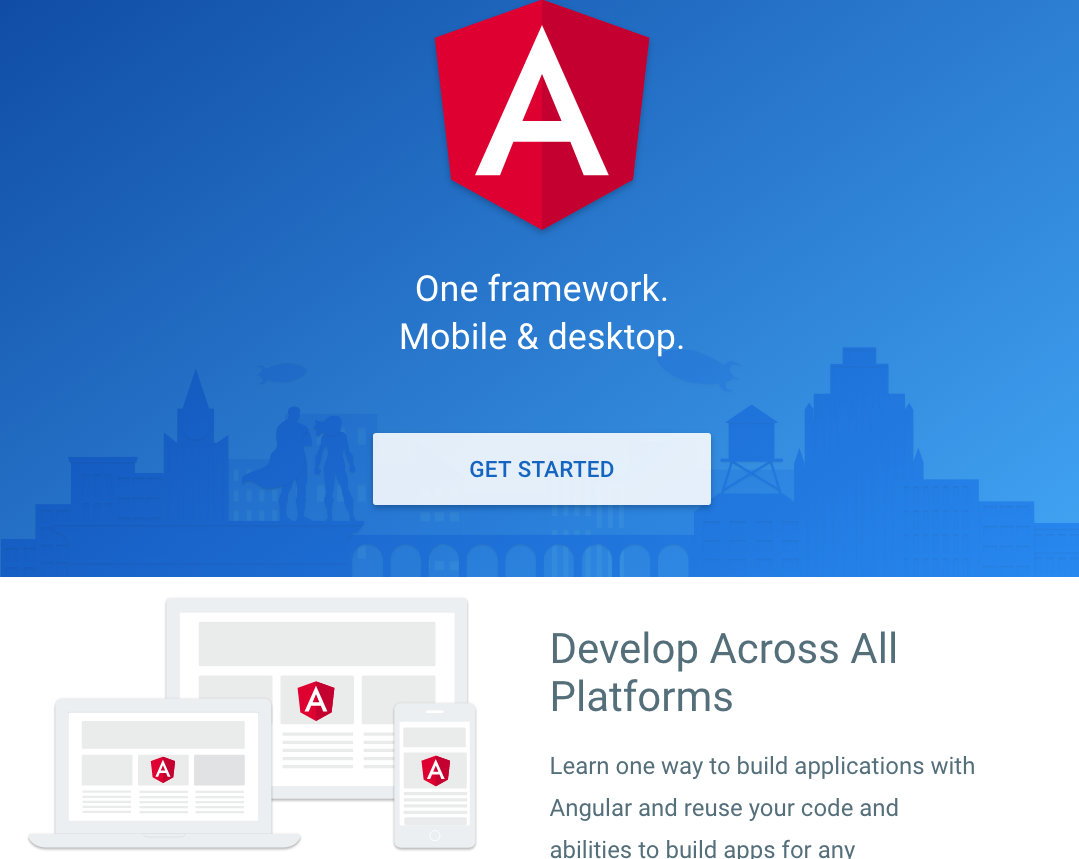 A
One framework.
Mobile & desktop.
GET STARTED
A
A
A
Develop Across All
Platforms
Learn one way to build applications with
Angular and reuse your code and
abilities to build apps for any